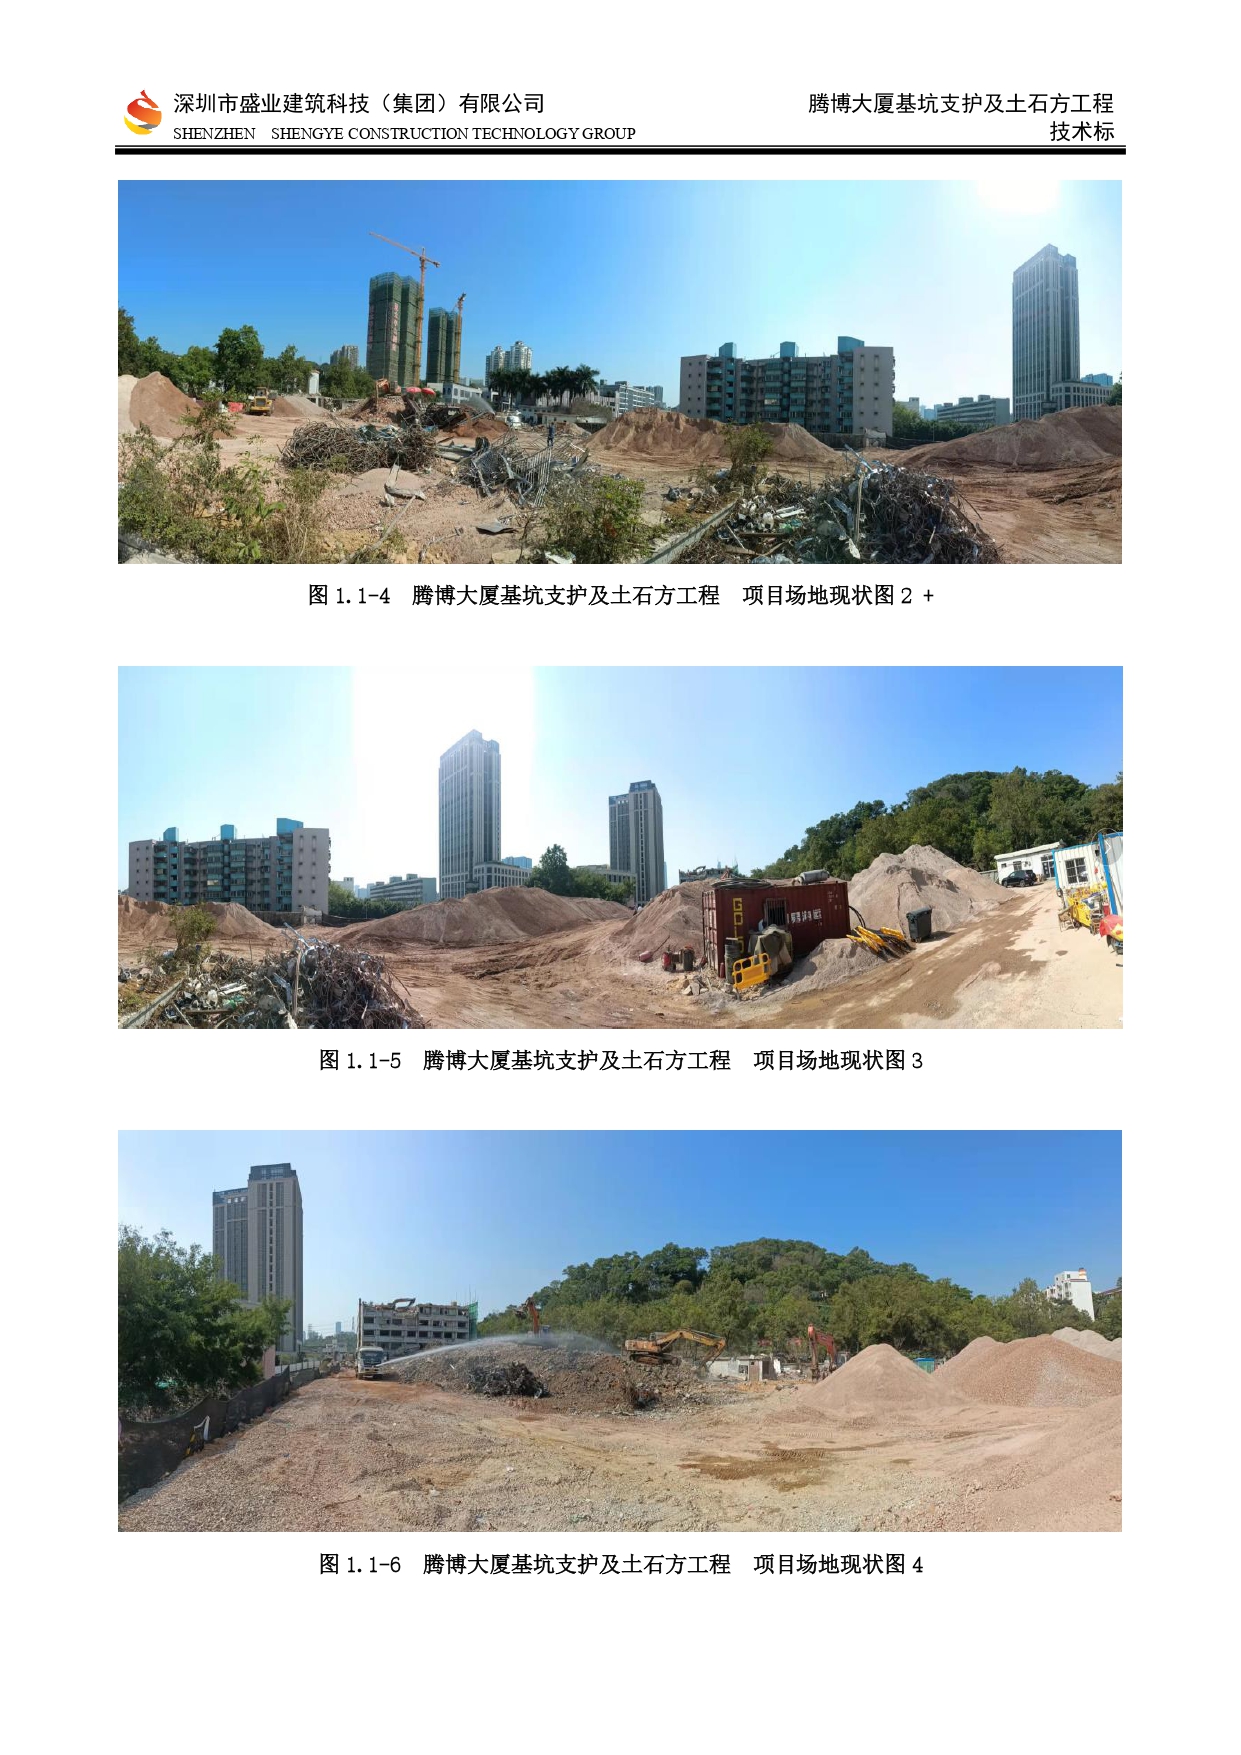 深圳市盛业建筑科技（集团）有限公司
SHENZHEN SHENGYE CONSTRUCTION TECHNOLOGY GROUP
腾博大厦基坑支护及土石方工程
技术标
图 1.1-4 腾博大厦基坑支护及土石方工程 项目场地现状图 2 +
图 1.1-5 腾博大厦基坑支护及土石方工程 项目场地现状图 3
图 1.1-6 腾博大厦基坑支护及土石方工程 项目场地现状图 4